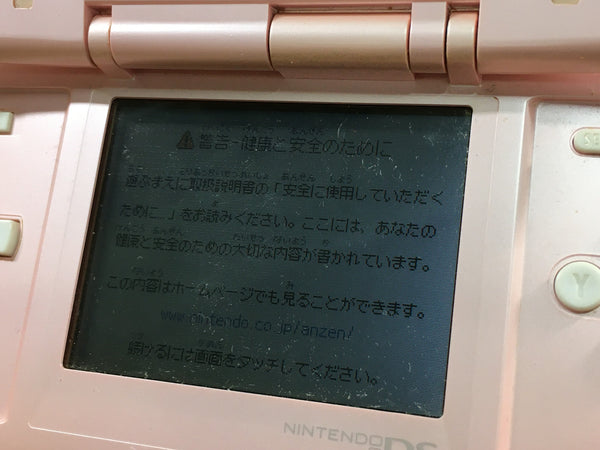 警告-健康と安全のために
遊ぶまえに取扱説明書の「安全に使用していただく
ために…」をお読みください。ここには、あなたの
健康と安全のための大切な内容が書かれています。
この内容はホームページでも見ることができます。
www.nintendo.co.jp/anzen/
続けるには画面をタッチしてください。
SE
Y
NINTENDO DS